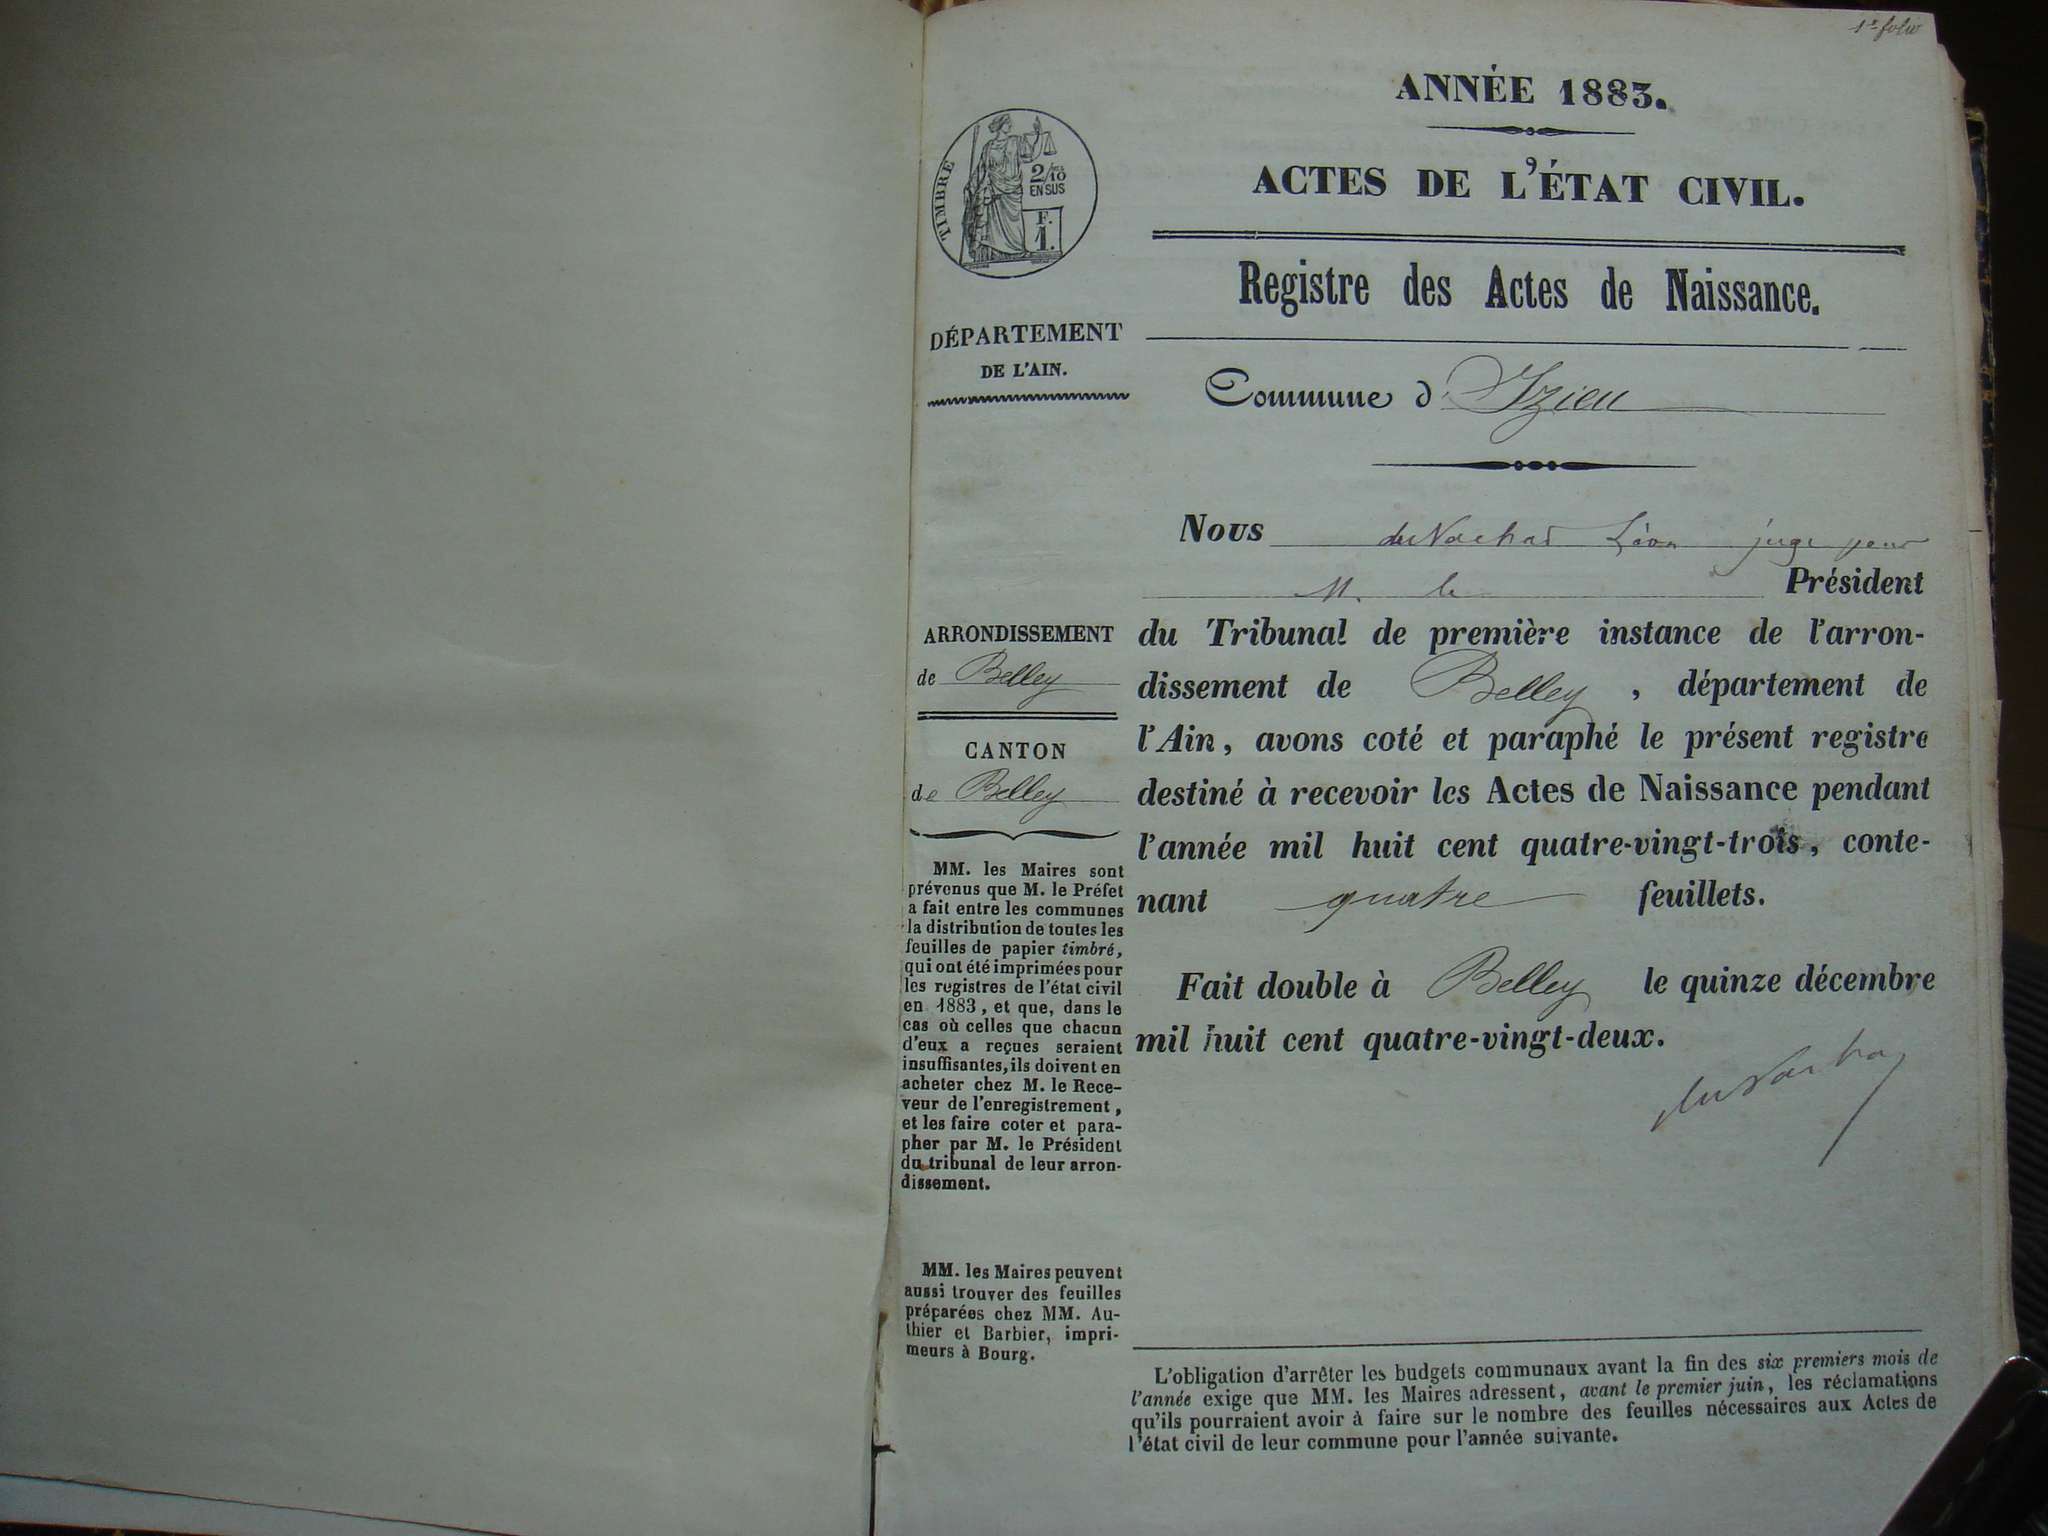 1er folio
ANNÉE 1883.
ACTES DE L'ÉTAT CIVIL.
Registre des Actes de Naissance.
TIMBRE
2/10
EN SUS
F.
1.
DÉPARTEMENT
DE L'AIN.
Commune d'Izieu
Nous Léon juge pour
M. le Président
du Tribunal de première instance de l'arron-
dissement de Belley, département de
l'Ain, avons coté et paraphé le présent registre
destiné à recevoir les Actes de Naissance pendant
l'année mil huit cent quatre-vingt-trois, conte-
nant quatre feuillets.
Fait double à Belley le quinze décembre
mil huit cent quatre-vingt-deux.
ARRONDISSEMENT
de Belley
CANTON
de Belley
MM. les Maires sont
prévenus que M. le Préfet
a fait entre les communes
la distribution de toutes les
feuilles de papier timbré,
qui ont été imprimées pour
les registres de l'état civil
en 1883, et que, dans le
cas où celles que chacun
d'eux a reçues seraient
insuffisantes, ils doivent en
acheter chez M. le Rece-
veur de l'enregistrement,
et les faire coter et para-
pher par M. le Président
du tribunal de leur arron-
dissement.
MM. les Maires peuvent
aussi trouver des feuilles
préparées chez MM. Au-
thier et Barbier, impri-
meurs à Bourg.
L'obligation d'arrêter les budgets communaux avant la fin des six premiers mois de
l'année exige que MM. les Maires adressent, avant le premier juin, les réclamations
qu'ils pourraient avoir à faire sur le nombre des feuilles nécessaires aux Actes de
l'état civil de leur commune pour l'année suivante.